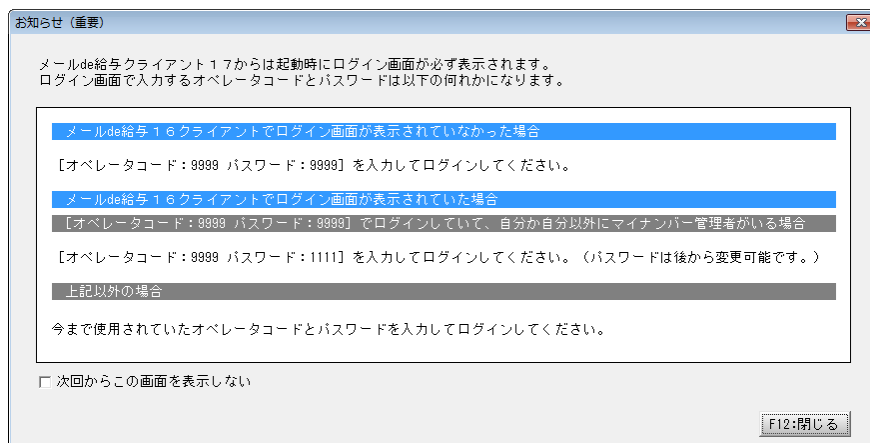 お知らせ（重要）
メールde給与クライアント１７からは起動時にログイン画面が必ず表示されます。
ログイン画面で入力するオペレータコードとパスワードは以下の何れかになります。
メールde給与１６クライアントでログイン画面が表示されていなかった場合
［オペレータコード：9999 パスワード：9999］を入力してログインしてください。
メールde給与１６クライアントでログイン画面が表示されていた場合
［オペレータコード：9999 パスワード：9999］でログインしていて、自分か自分以外にマイナンバー管理者がいる場合
［オペレータコード：9999 パスワード：1111］を入力してログインしてください。（パスワードは後から変更可能です。）
上記以外の場合
今まで使用されていたオペレータコードとパスワードを入力してログインしてください。
次回からこの画面を表示しない
F12:閉じる